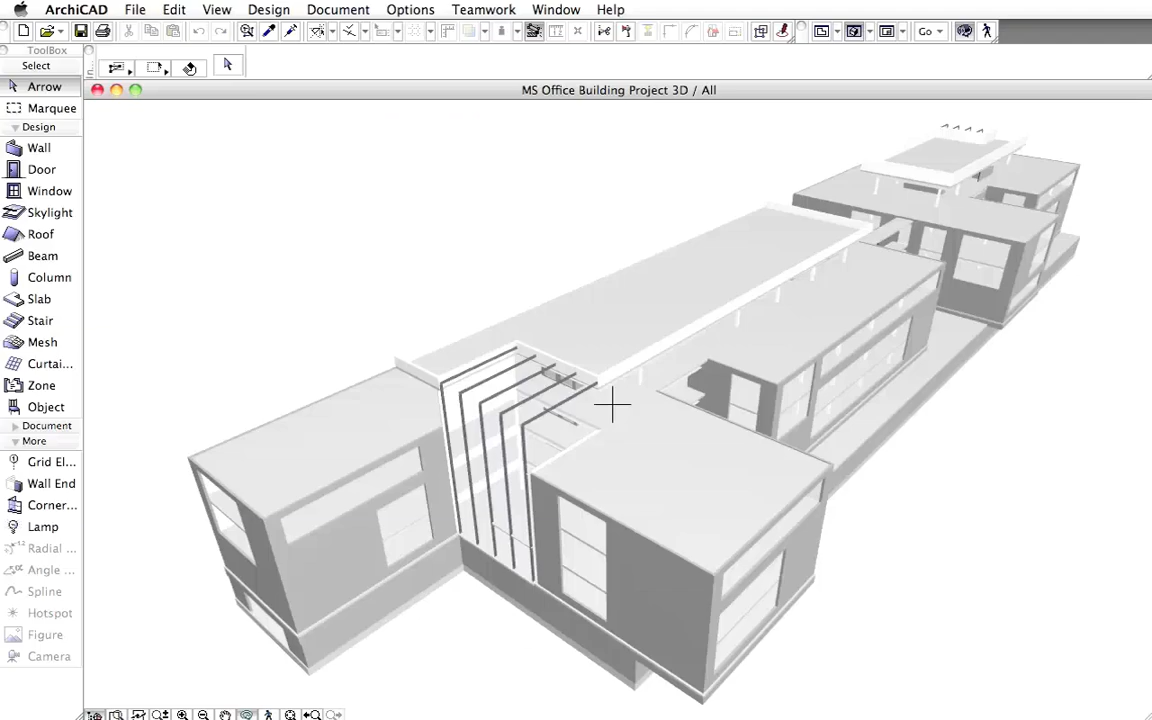 ArchiCAD File Edit View Design Document Options Teamwork Window Help
Go
ToolBox
Select
MS Office Building Project 3D / All
Arrow
Marquee
Design
Wall
Door
Window
Skylight
Roof
Beam
Column
Slab
Stair
Mesh
Curtai...
Zone
Object
Document
More
Grid El...
Wall End
Corner...
Lamp
Radial ...
Angle ...
Spline
Hotspot
Figure
Camera